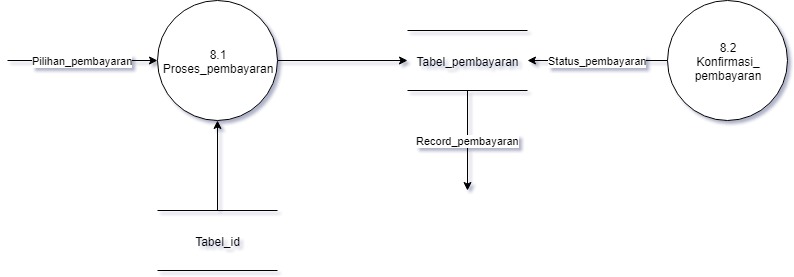 8.1
Proses_pembayaran
Pilihan_pembayaran
Tabel_pembayaran
Status_pembayaran
8.2
Konfirmasi_
pembayaran
Record_pembayaran
Tabel_id